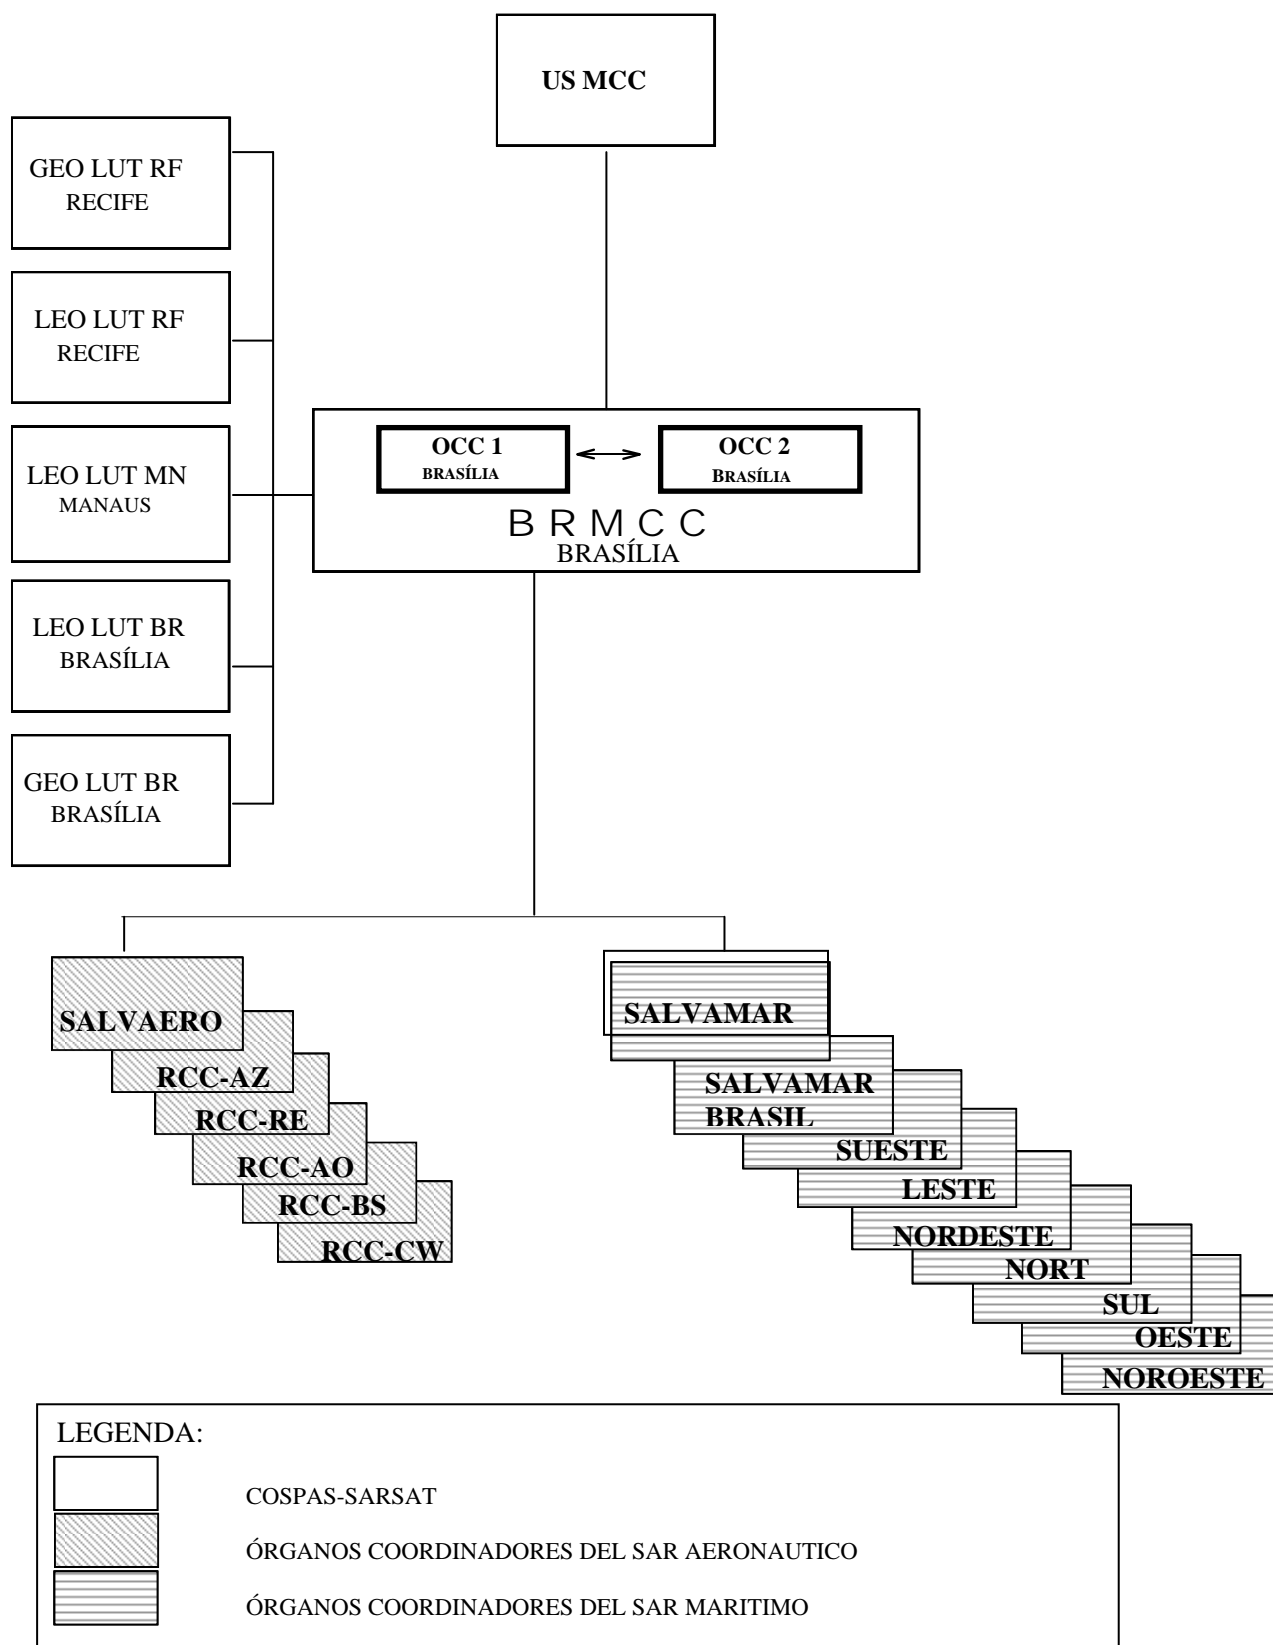 US MCC
GEO LUT RF
RECIFE
LEO LUT RF
RECIFE
LEO LUT MN
MANAUS
LEO LUT BR
BRASÍLIA
GEO LUT BR
BRASÍLIA
OCC 1
BRASÍLIA
OCC 2
BRASÍLIA
BRMCC
BRASÍLIA
SALVAERO
RCC-AZ
RCC-RE
RCC-AO
RCC-BS
RCC-CW
SALVAMAR
SALVAMAR
BRASIL
SUESTE
LESTE
NORDESTE
NORT
SUL
OESTE
NOROESTE
LEGENDA:
COSPAS-SARSAT
ÓRGANOS COORDINADORES DEL SAR AERONAUTICO
ÓRGANOS COORDINADORES DEL SAR MARITIMO